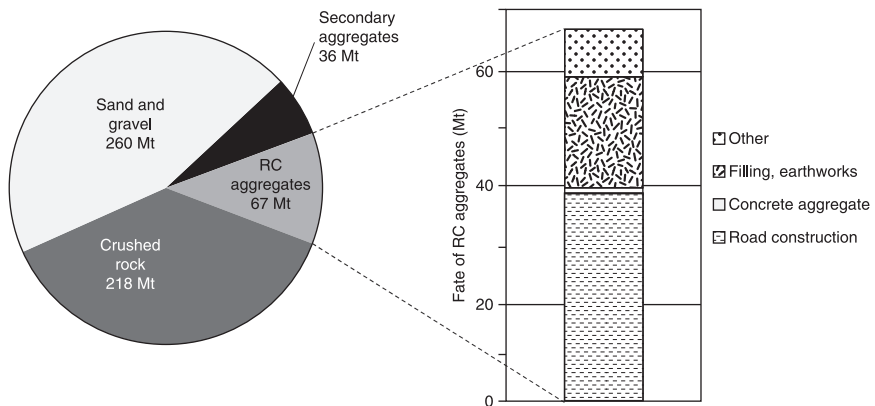 Secondary
aggregates
36 Mt
Sand and
gravel
260 Mt
RC
aggregates
67 Mt
Crushed
rock
218 Mt
Fate of RC aggregates (Mt)
60
40
20
0
Other
Filling, earthworks
Concrete aggregate
Road construction